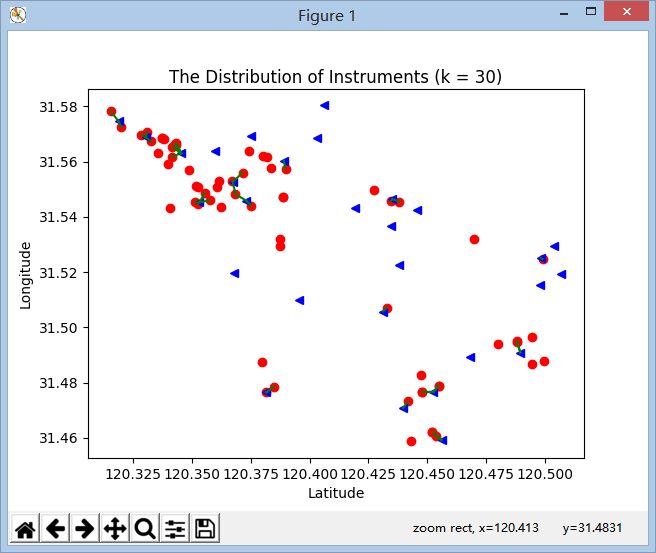 Figure 1
The Distribution of Instruments (k = 30)
31.58
31.56
31.54
31.52
31.50
31.48
31.46
Longitude
120.325 120.350 120.375 120.400 120.425 120.450 120.475 120.500
Latitude
zoom rect, x=120.413 y=31.4831